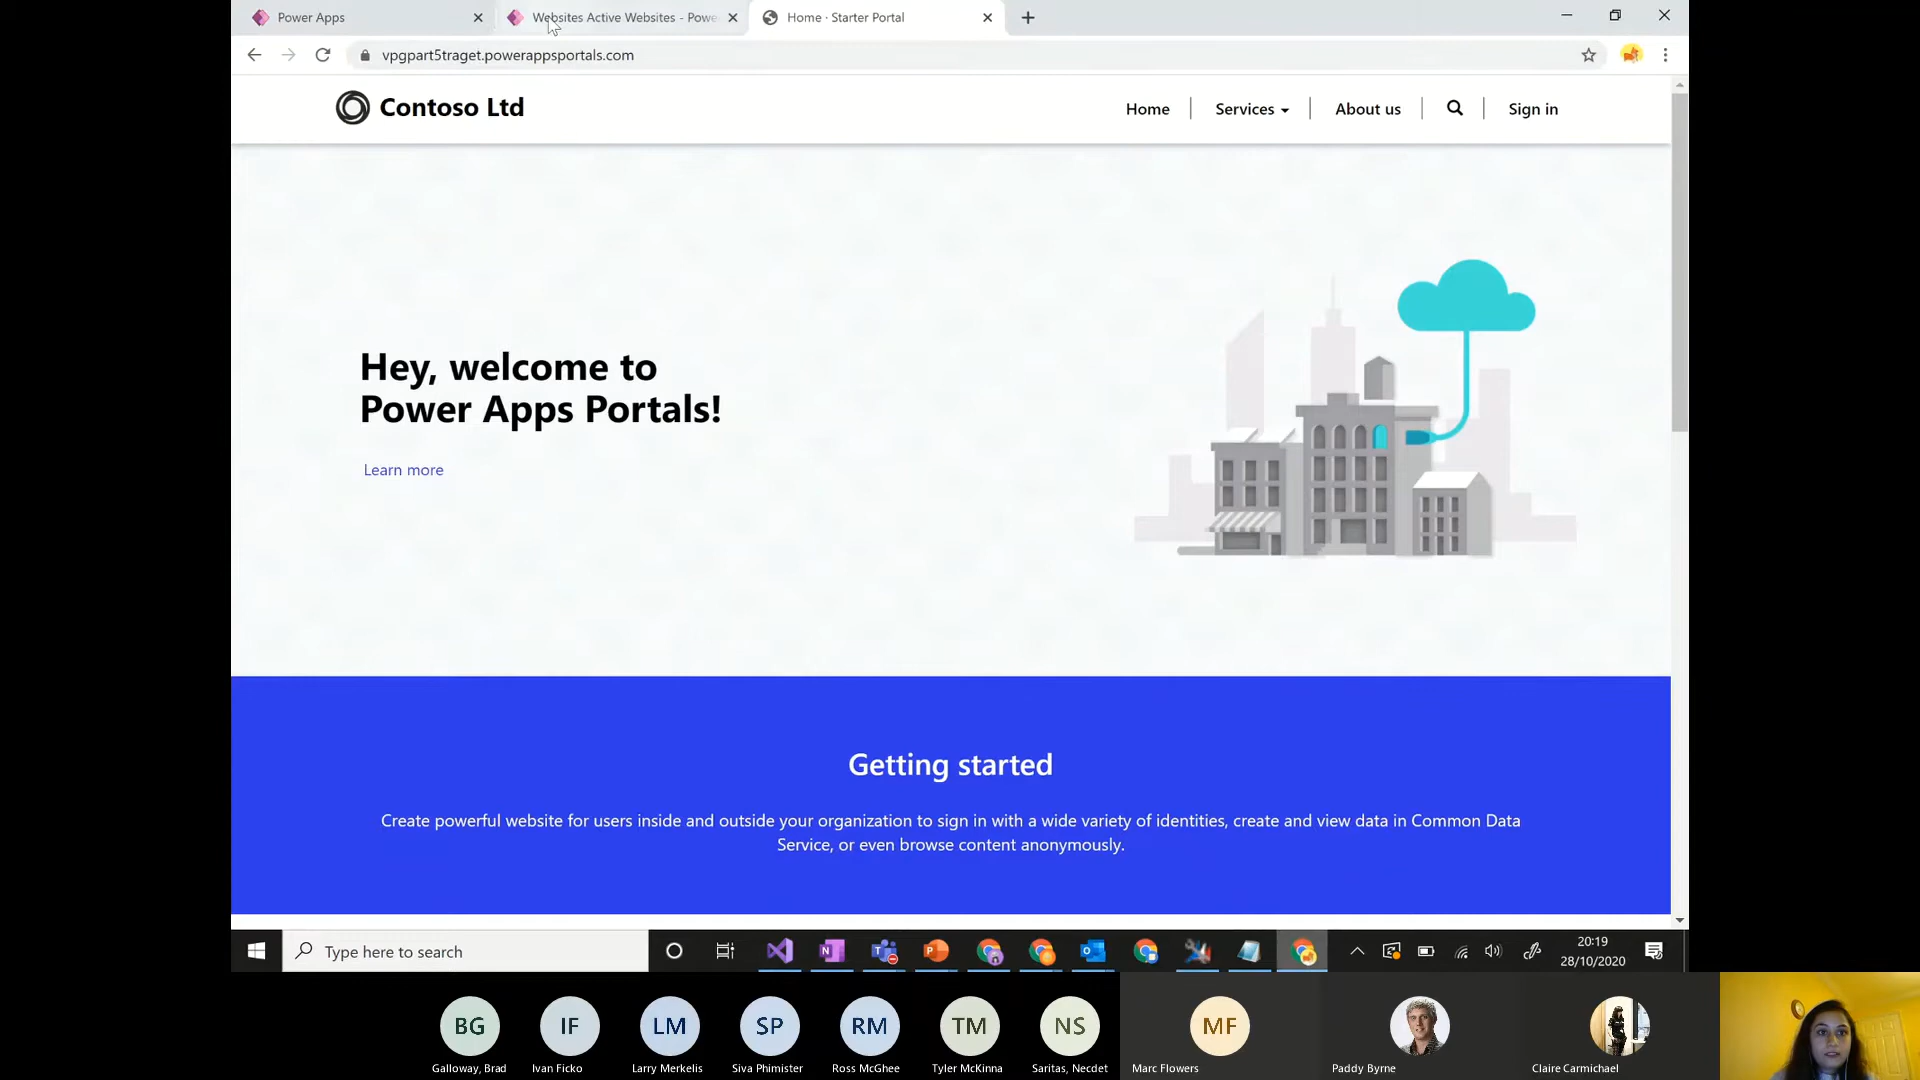 Power Apps
Websites Active Websites - Powe
Home · Starter Portal
vpgpart5traget.powerappsportals.com
Contoso Ltd
Home
Services
About us
Sign in
Hey, welcome to
Power Apps Portals!
Learn more
Getting started
Create powerful website for users inside and outside your organization to sign in with a wide variety of identities, create and view data in Common Data
Service, or even browse content anonymously.
Type here to search
20:19
28/10/2020
BG
IF
LM
SP
RM
TM
NS
MF
Galloway, Brad
Ivan Ficko
Larry Merkelis
Siva Phimister
Ross McGhee
Tyler McKinna
Saritas, Necdet
Marc Flowers
Paddy Byrne
Claire Carmichael